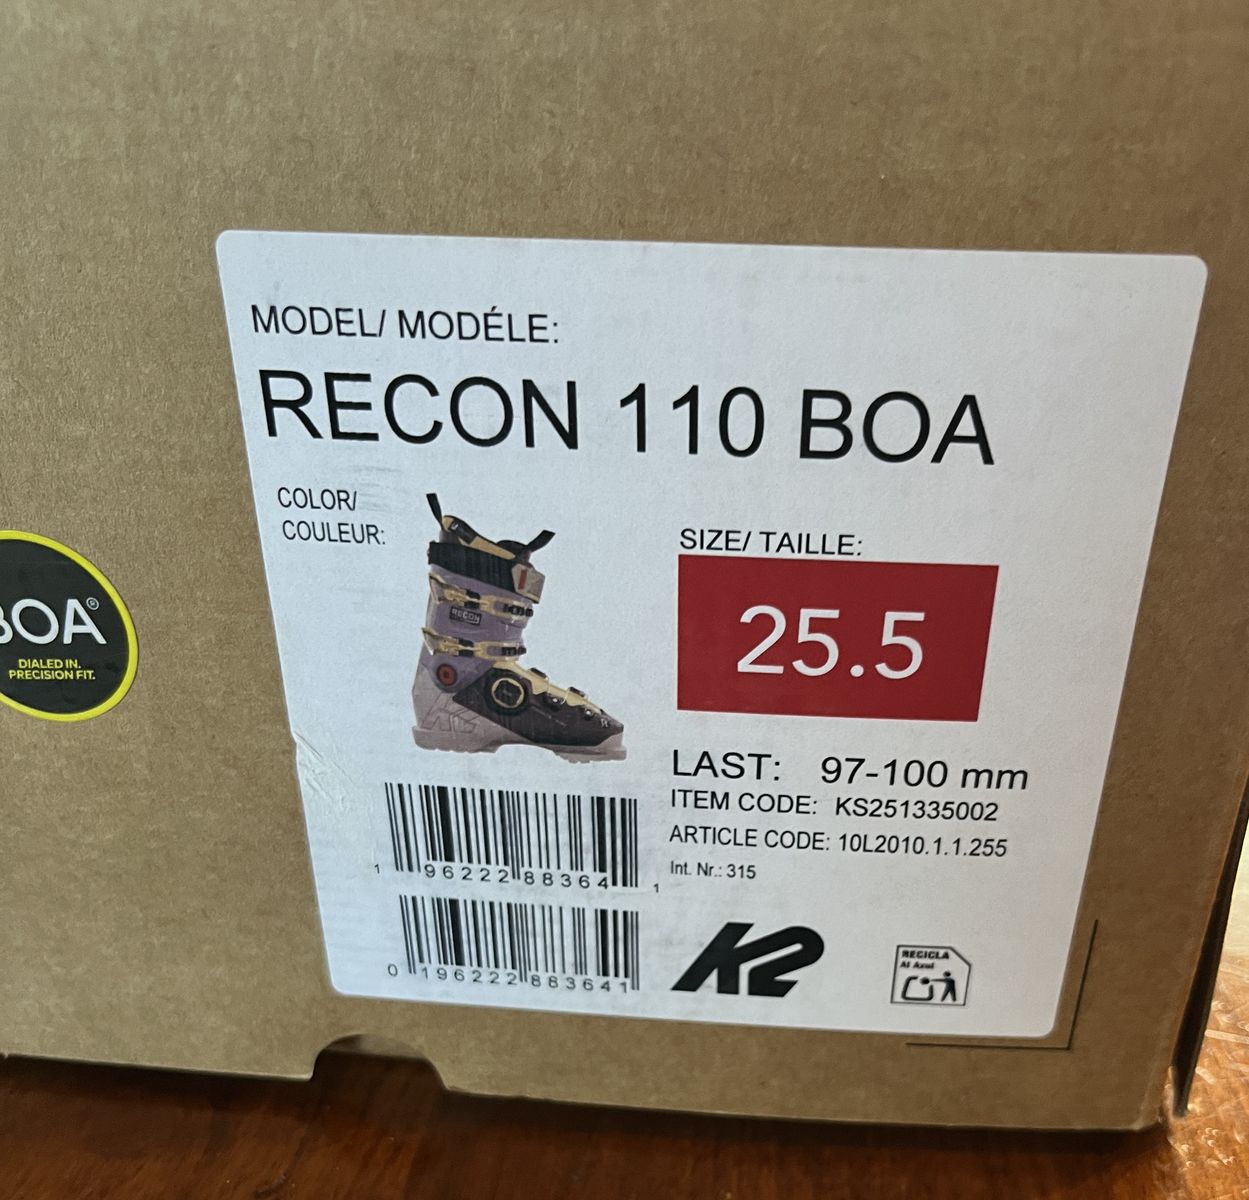 MODEL/ MODÉLE:
RECON 110 BOA
COLOR/
COULEUR:
RECON
SIZE/ TAILLE:
25.5
LAST: 97-100 mm
ITEM CODE: KS251335002
ARTICLE CODE: 10L2010.1.1.255
Int. Nr.: 315
1 96222 88364 1
0 196222 883641
K2
RECICLA
Al Azul
BOA®
DIALED IN.
PRECISION FIT.